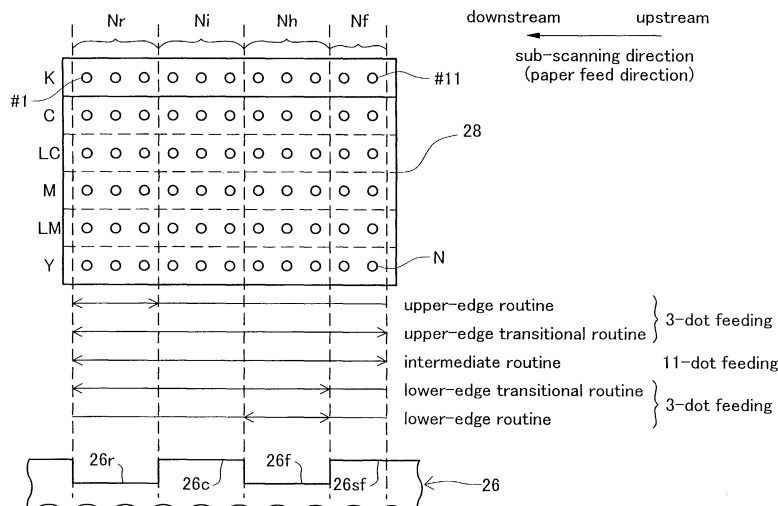 Nr Ni Nh Nf
downstream upstream
sub-scanning direction
(paper feed direction)
K
#1
#11
C
28
LC
M
LM
Y
N
upper-edge routine
upper-edge transitional routine
3-dot feeding
intermediate routine 11-dot feeding
lower-edge transitional routine
lower-edge routine
3-dot feeding
26r 26c 26f 26sf 26